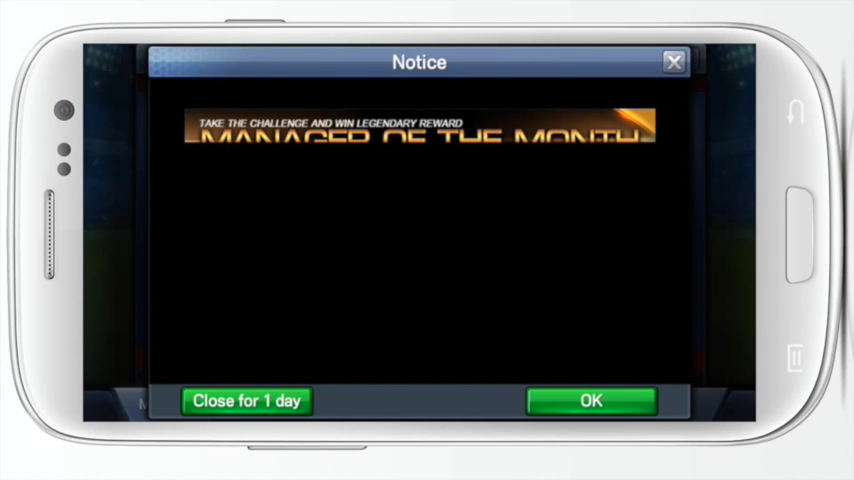 Notice
TAKE THE CHALLENGE AND WIN LEGENDARY REWARD
MANAGER OF THE MONTH
Close for 1 day
OK